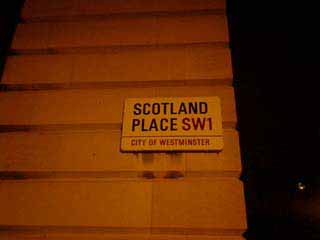 SCOTLAND
PLACE SW1
CITY OF WESTMINSTER